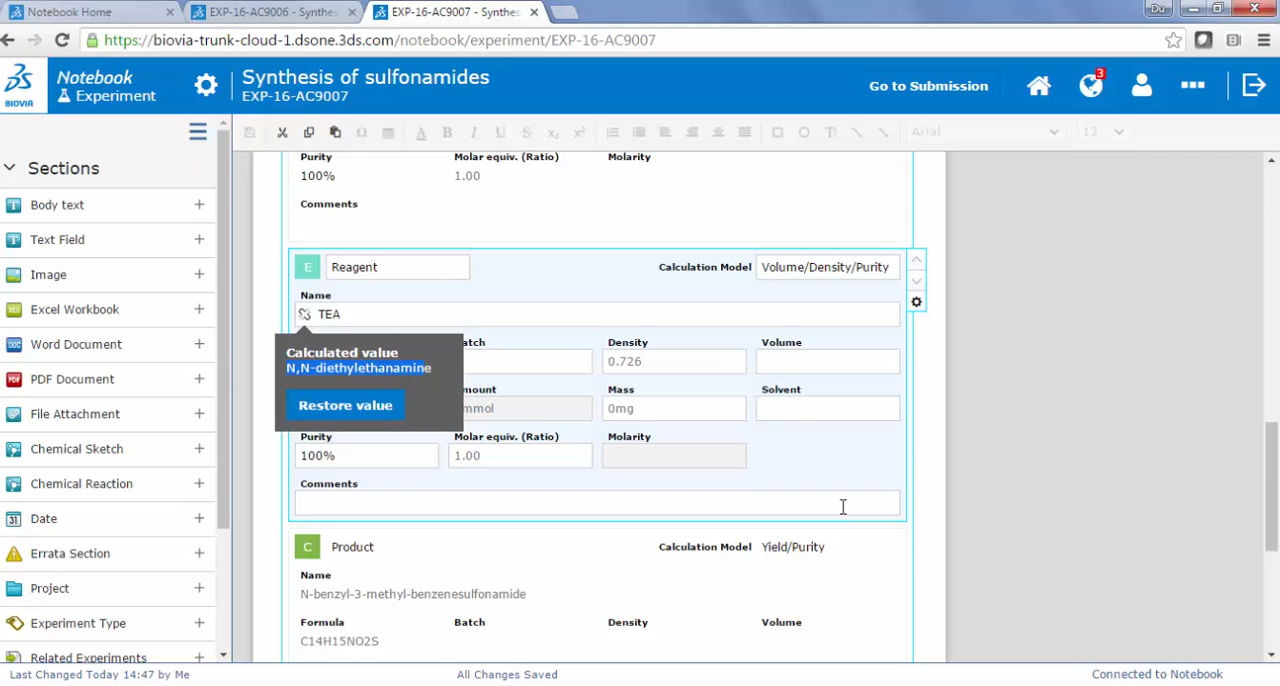 Notebook Home
EXP-16-AC9006 - Synthes
EXP-16-AC9007 - Synthes
Du
https://biovia-trunk-cloud-1.dsone.3ds.com/notebook/experiment/EXP-16-AC9007
BIOVIA
Notebook
Experiment
Synthesis of sulfonamides
EXP-16-AC9007
Go to Submission
3
Arial
13
Sections
Body text
Text Field
Image
Excel Workbook
Word Document
PDF Document
File Attachment
Chemical Sketch
Chemical Reaction
Date
Errata Section
Project
Experiment Type
Related Experiments
Purity
Molar equiv. (Ratio)
Molarity
100%
1.00
Comments
E
Reagent
Calculation Model
Volume/Density/Purity
Name
TEA
Calculated value
N,N-diethylethanamine
Restore value
Density
Volume
0.726
Mass
Solvent
mmol
0mg
Purity
Molar equiv. (Ratio)
Molarity
100%
1.00
Comments
C
Product
Calculation Model
Yield/Purity
Name
N-benzyl-3-methyl-benzenesulfonamide
Formula
Batch
Density
Volume
C14H15NO2S
Last Changed Today 14:47 by Me
All Changes Saved
Connected to Notebook